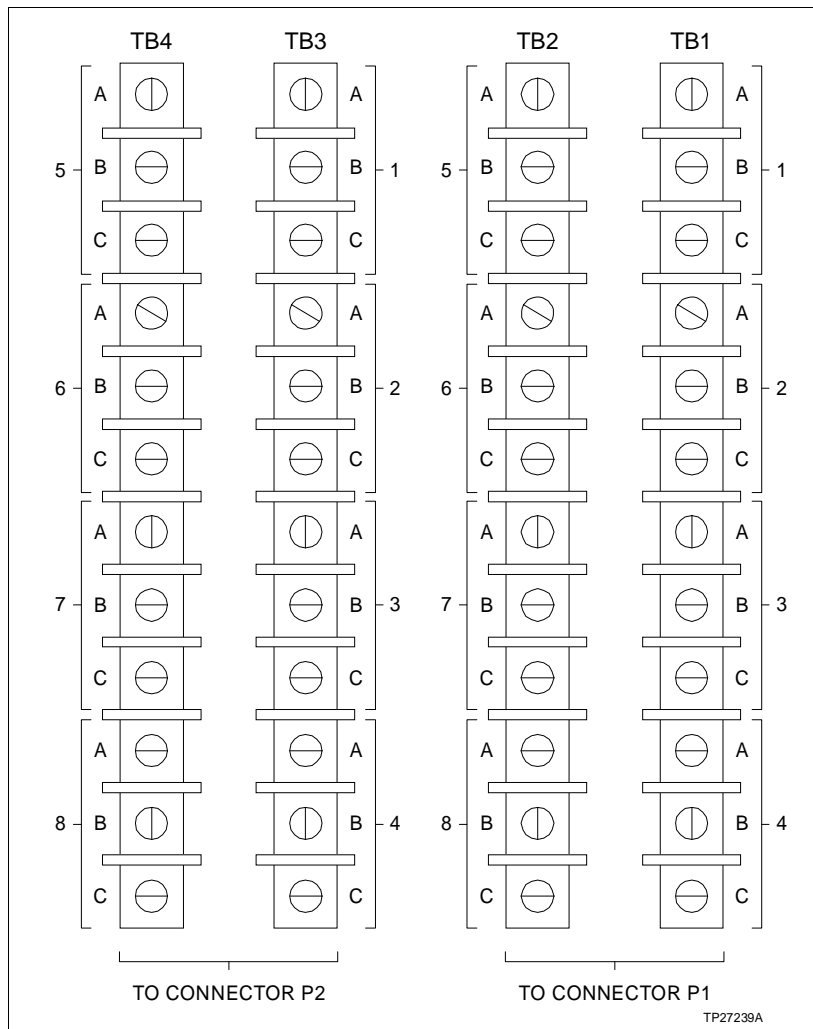 TB4 TB3 TB2 TB1
A A A A
5 B B 1 5 B B 1
C C C C
A A A A
6 B B 2 6 B B 2
C C C C
A A A A
7 B B 3 7 B B 3
C C C C
A A A A
8 B B 4 8 B B 4
C C C C
TO CONNECTOR P2 TO CONNECTOR P1
TP27239A